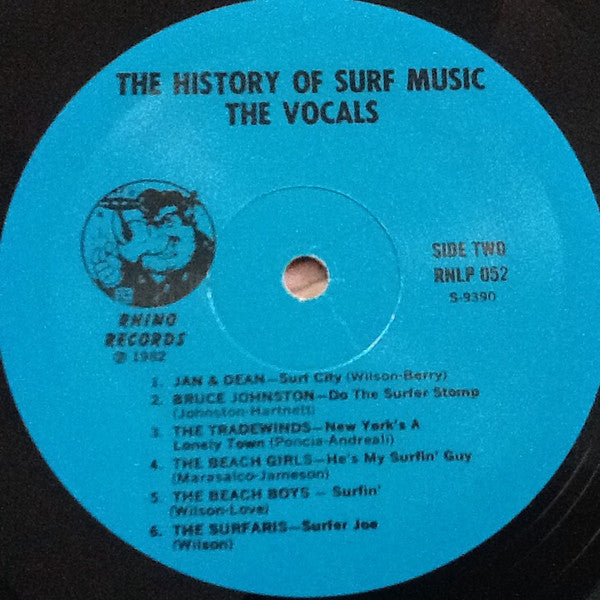 THE HISTORY OF SURF MUSIC
THE VOCALS
SIDE TWO
RNLP 052
S-9390
RHINO
RECORDS
℗ 1982
1. JAN & DEAN—Surf City (Wilson-Berry)
2. BRUCE JOHNSTON—Do The Surfer Stomp
(Johnston-Hartnett)
3. THE TRADEWINDS—New York's A
Lonely Town (Poncia-Andreali)
4. THE BEACH GIRLS—He's My Surfin' Guy
(Marasalco-Jameson)
5. THE BEACH BOYS — Surfin'
(Wilson-Love)
6. THE SURFARIS—Surfer Joe
(Wilson)